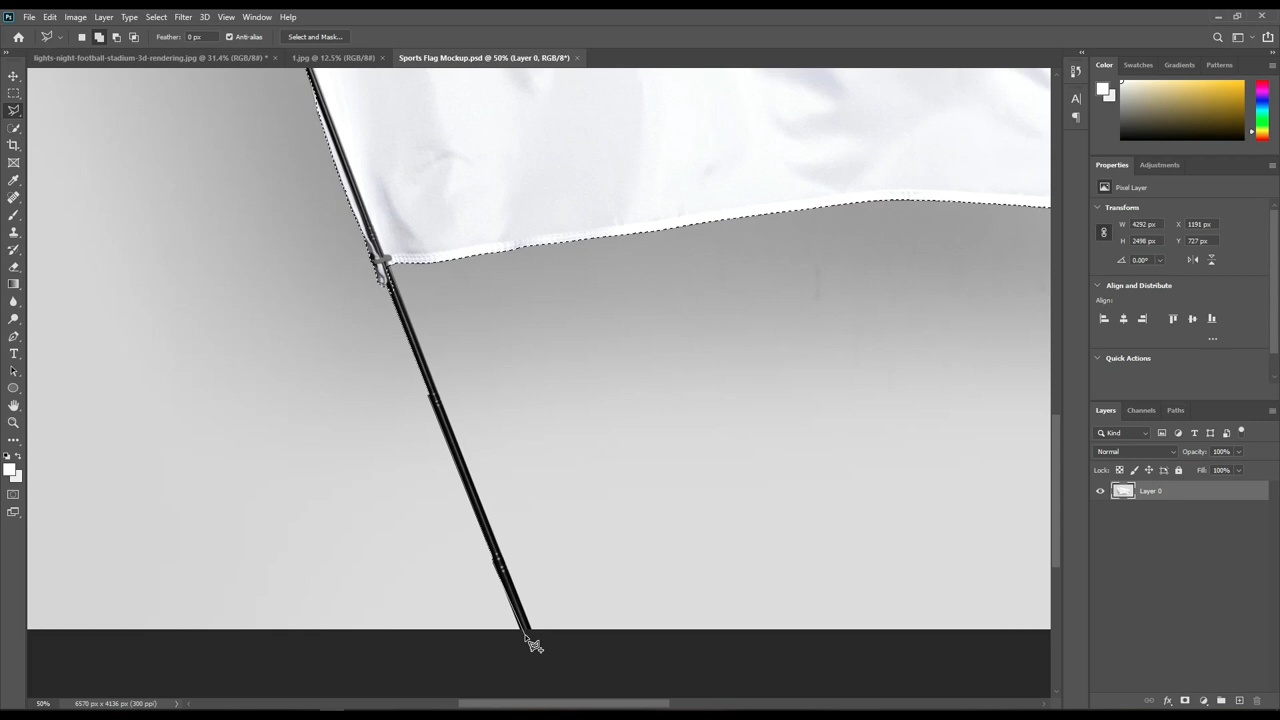 Ps File Edit Image Layer Type Select Filter 3D View Window Help
Feather: 0 px Anti-alias Select and Mask...
lights-night-football-stadium-3d-rendering.jpg @ 31.4% (RGB/8#) * × 1.jpg @ 12.5% (RGB/8#) × Sports Flag Mockup.psd @ 50% (Layer 0, RGB/8*) ×
Color Swatches Gradients Patterns
Properties Adjustments
Pixel Layer
Transform
W 4292 px X 1191 px
H 2498 px Y 727 px
0.00°
Align and Distribute
Align:
...
Quick Actions
Layers Channels Paths
Kind
Normal Opacity: 100%
Lock: Fill: 100%
Layer 0
50% 6570 px x 4136 px (300 ppi)